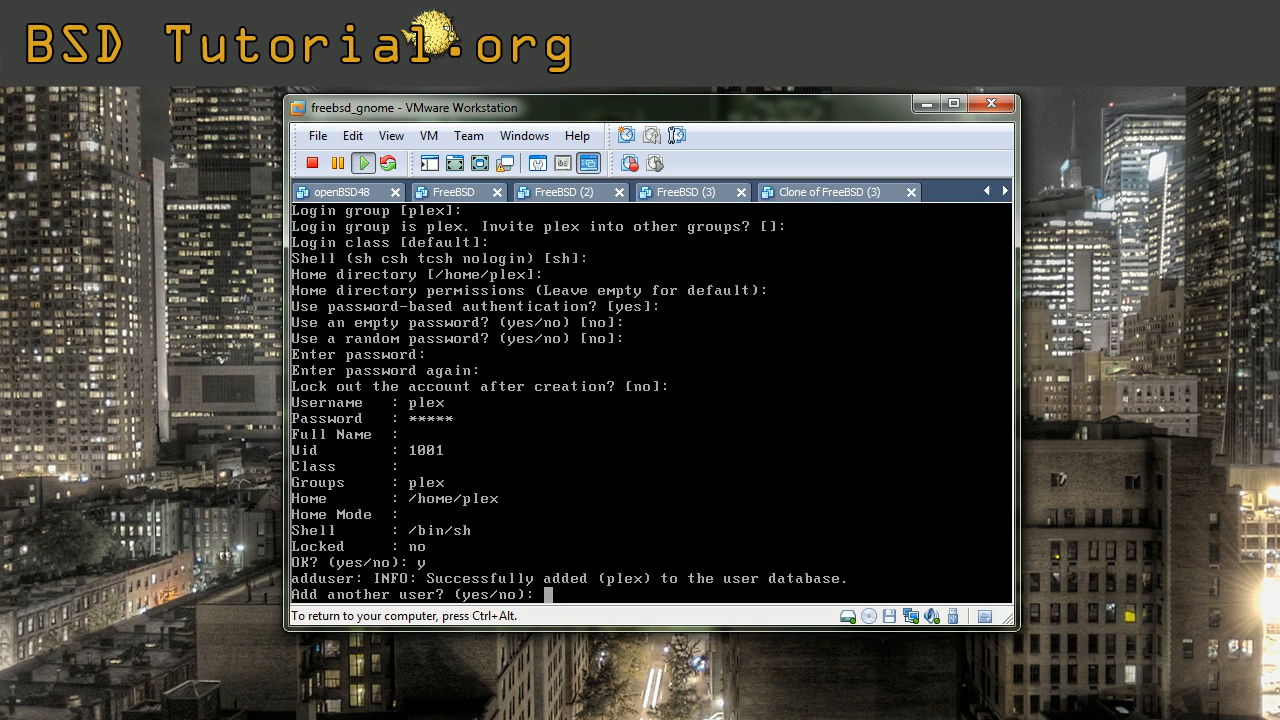 BSD Tutorial.org
freebsd_gnome - VMware Workstation
File Edit View VM Team Windows Help
openBSD48 FreeBSD FreeBSD (2) FreeBSD (3) Clone of FreeBSD (3)
Login group [plex]:
Login group is plex. Invite plex into other groups? []:
Login class [default]:
Shell (sh csh tcsh nologin) [sh]:
Home directory [/home/plex]:
Home directory permissions (Leave empty for default):
Use password-based authentication? [yes]:
Use an empty password? (yes/no) [no]:
Use a random password? (yes/no) [no]:
Enter password:
Enter password again:
Lock out the account after creation? [no]:
Username   : plex
Password   : *****
Full Name  :
Uid        : 1001
Class      :
Groups     : plex
Home       : /home/plex
Home Mode  :
Shell      : /bin/sh
Locked     : no
OK? (yes/no): y
adduser: INFO: Successfully added (plex) to the user database.
Add another user? (yes/no):
To return to your computer, press Ctrl+Alt.